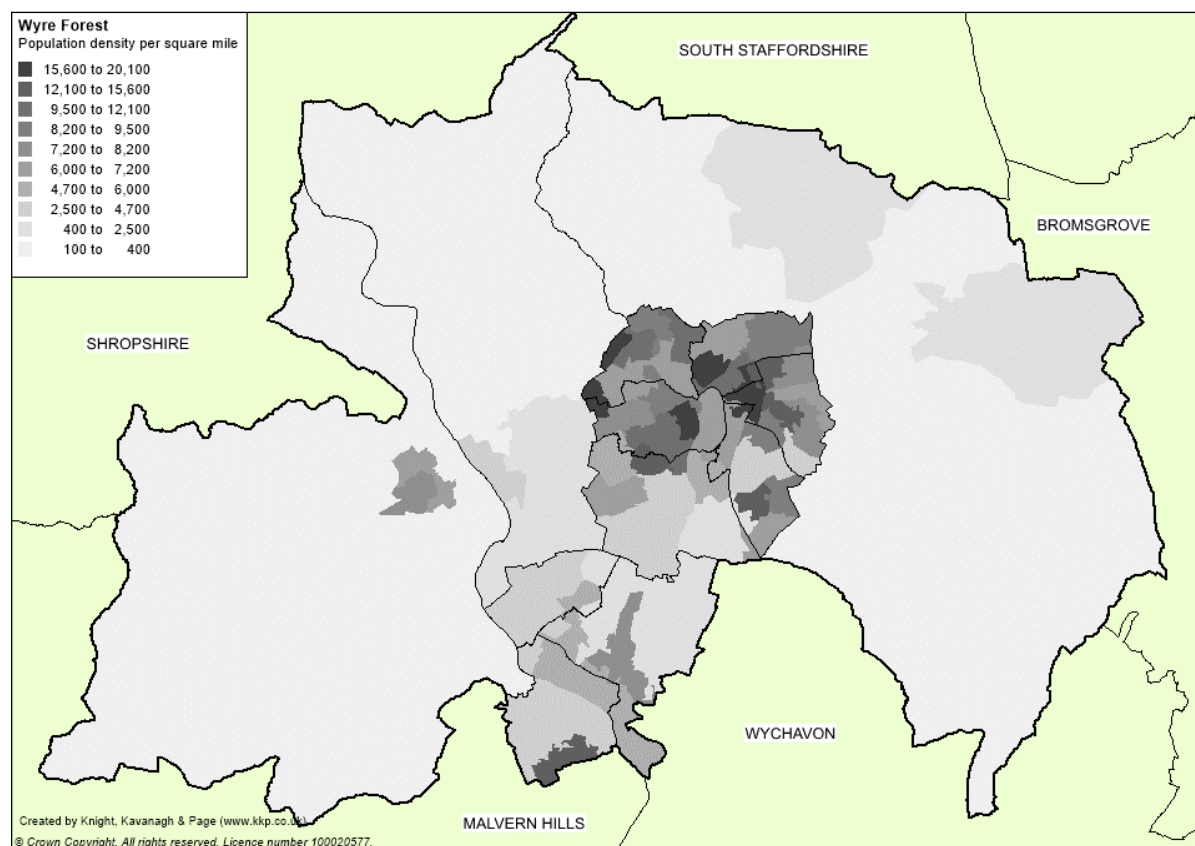 Wyre Forest
Population density per square mile
15,600 to 20,100
12,100 to 15,600
9,500 to 12,100
8,200 to 9,500
7,200 to 8,200
6,000 to 7,200
4,700 to 6,000
2,500 to 4,700
400 to 2,500
100 to 400
SOUTH STAFFORDSHIRE
BROMSGROVE
SHROPSHIRE
WYCHAVON
MALVERN HILLS
Created by Knight, Kavanagh & Page (www.kkp.co.uk)
© Crown Copyright. All rights reserved. Licence number 100020577.